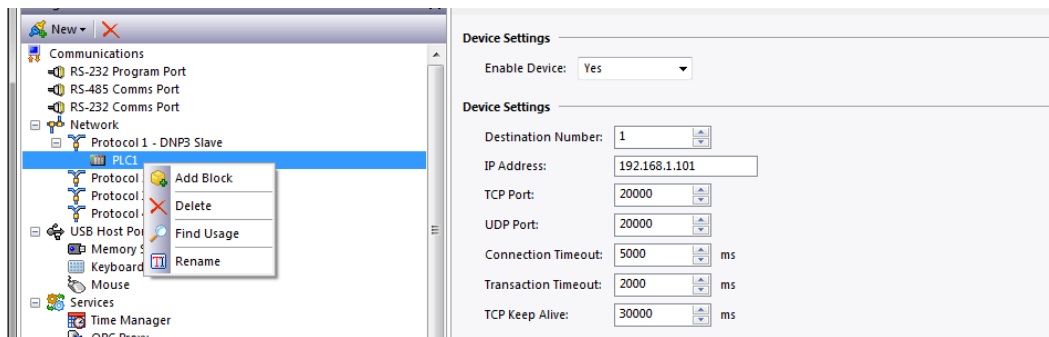 New
Communications
RS-232 Program Port
RS-485 Comms Port
RS-232 Comms Port
Network
Protocol 1 - DNP3 Slave
PLC1
Protocol
Protocol
Protocol
USB Host Po
Memory
Keyboard
Mouse
Services
Time Manager
Add Block
Delete
Find Usage
Rename
Device Settings
Enable Device: Yes
Device Settings
Destination Number: 1
IP Address: 192.168.1.101
TCP Port: 20000
UDP Port: 20000
Connection Timeout: 5000 ms
Transaction Timeout: 2000 ms
TCP Keep Alive: 30000 ms